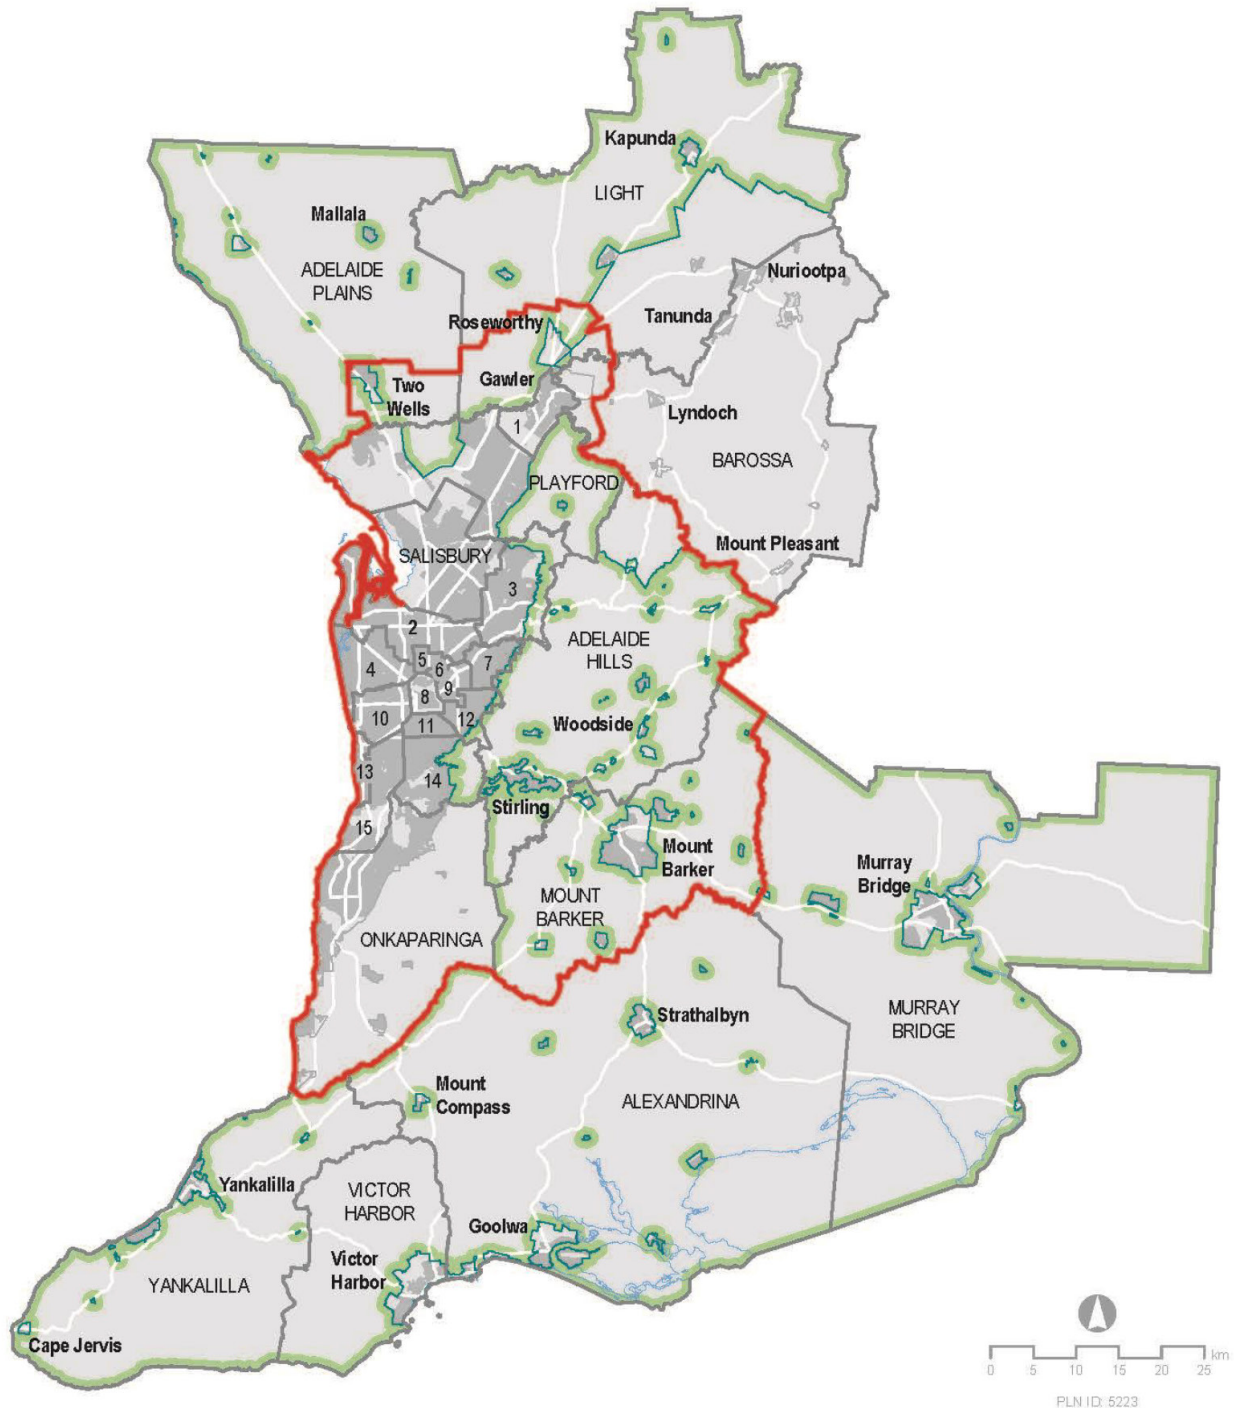 Kapunda
LIGHT
Mallala
ADELAIDE
PLAINS
Nuriootpa
Tanunda
Roseworthy
Gawler
Two
Wells
Lyndoch
1
BAROSSA
PLAYFORD
Mount Pleasant
SALISBURY
3
2
ADELAIDE
HILLS
4
5
6
7
8
9
10
11
12
Woodside
13
14
Stirling
15
Mount
Barker
Murray
Bridge
MOUNT
BARKER
ONKAPARINGA
Strathalbyn
MURRAY
BRIDGE
Mount
Compass
ALEXANDRINA
Yankalilla
VICTOR
HARBOR
Goolwa
Victor
Harbor
YANKALILLA
Cape Jervis
km
0 5 10 15 20 25
PLN ID: 5223